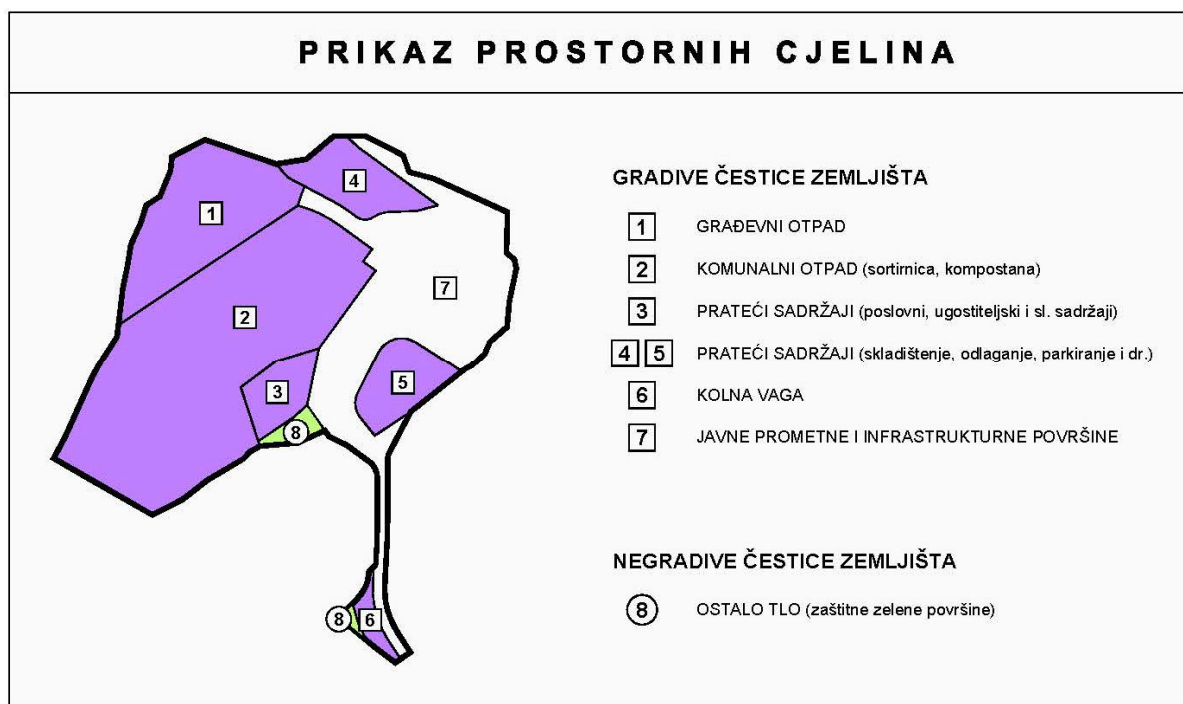 PRIKAZ PROSTORNIH CJELINA
GRADIVE ČESTICE ZEMLJIŠTA
1 GRAĐEVNI OTPAD
2 KOMUNALNI OTPAD (sortirnica, kompostana)
3 PRATEĆI SADRŽAJI (poslovni, ugostiteljski i sl. sadržaji)
4 5 PRATEĆI SADRŽAJI (skladištenje, odlaganje, parkiranje i dr.)
6 KOLNA VAGA
7 JAVNE PROMETNE I INFRASTRUKTURNE POVRŠINE
NEGRADIVE ČESTICE ZEMLJIŠTA
8 OSTALO TLO (zaštitne zelene površine)
4
1
7
2
5
3
8
8
6